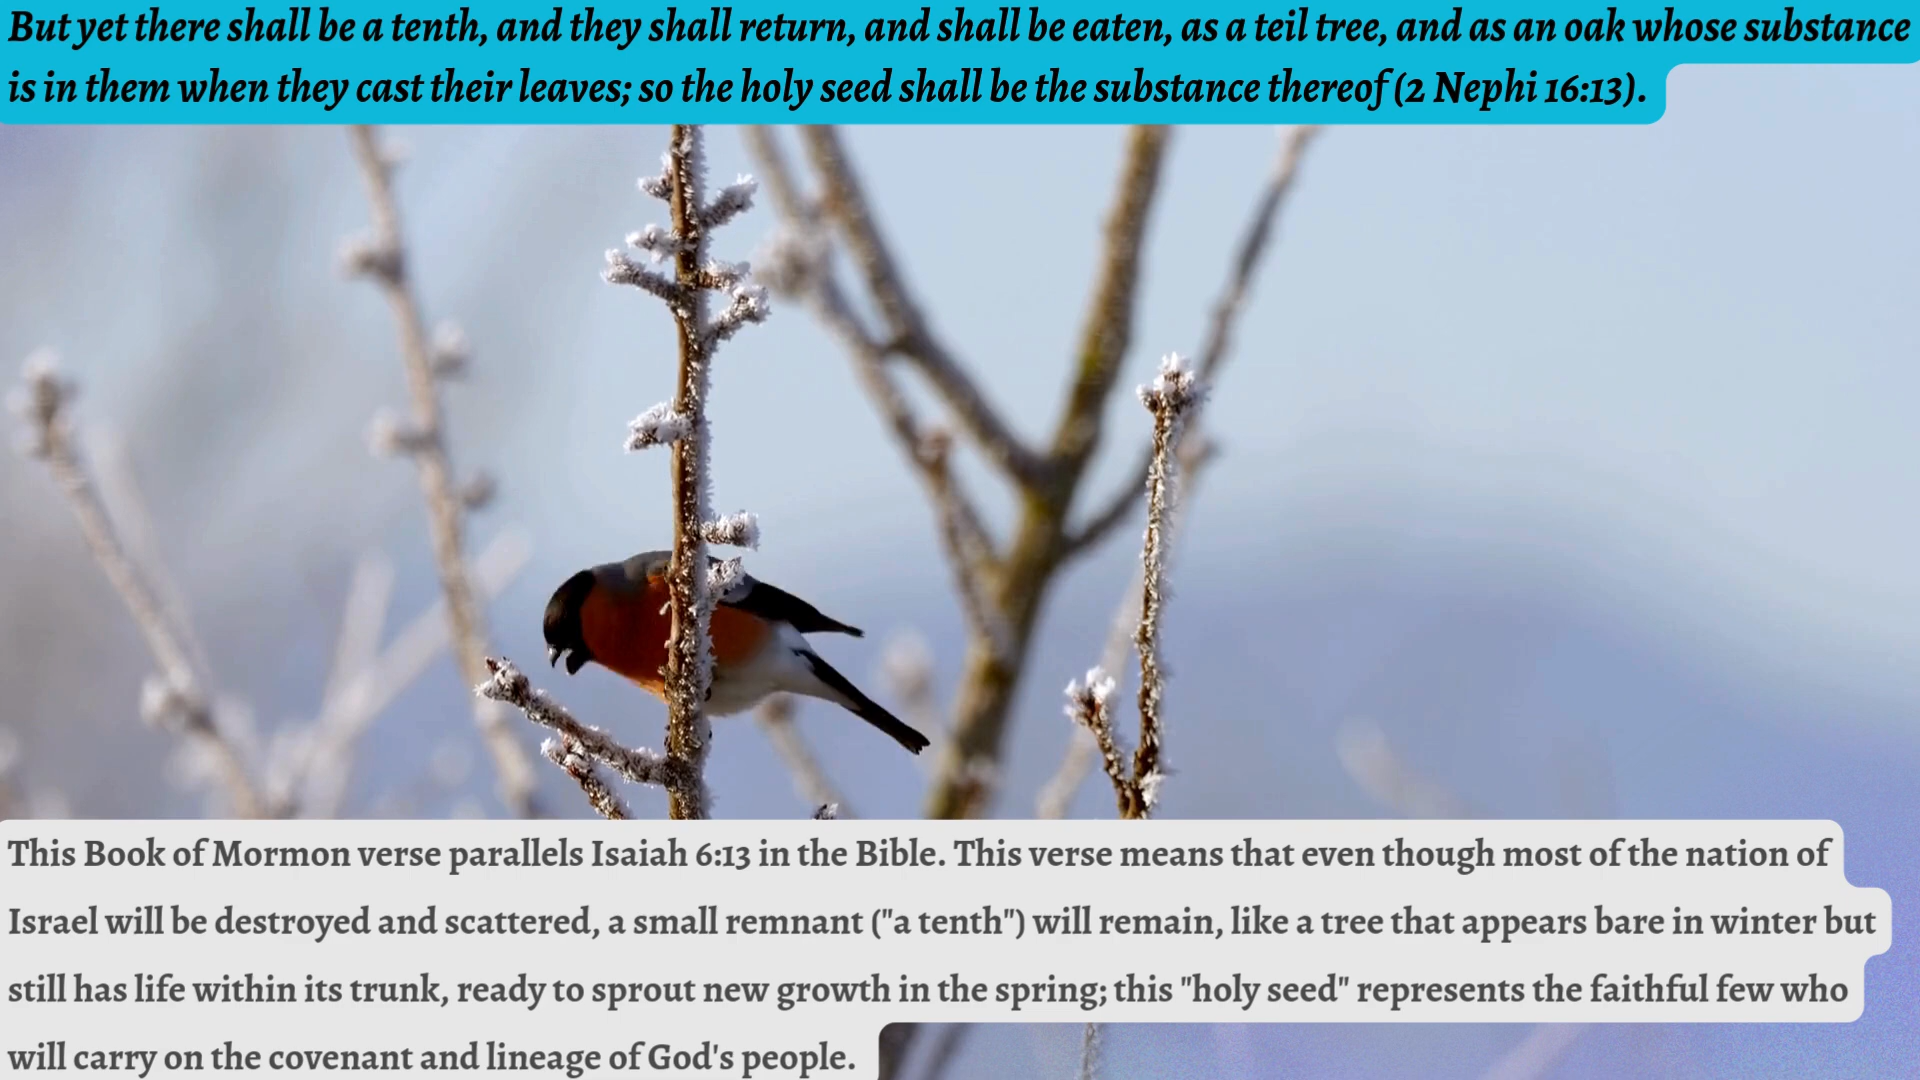 But yet there shall be a tenth, and they shall return, and shall be eaten, as a teil tree, and as an oak whose substance
is in them when they cast their leaves; so the holy seed shall be the substance thereof (2 Nephi 16:13).
This Book of Mormon verse parallels Isaiah 6:13 in the Bible. This verse means that even though most of the nation of
Israel will be destroyed and scattered, a small remnant ("a tenth") will remain, like a tree that appears bare in winter but
still has life within its trunk, ready to sprout new growth in the spring; this "holy seed" represents the faithful few who
will carry on the covenant and lineage of God's people.